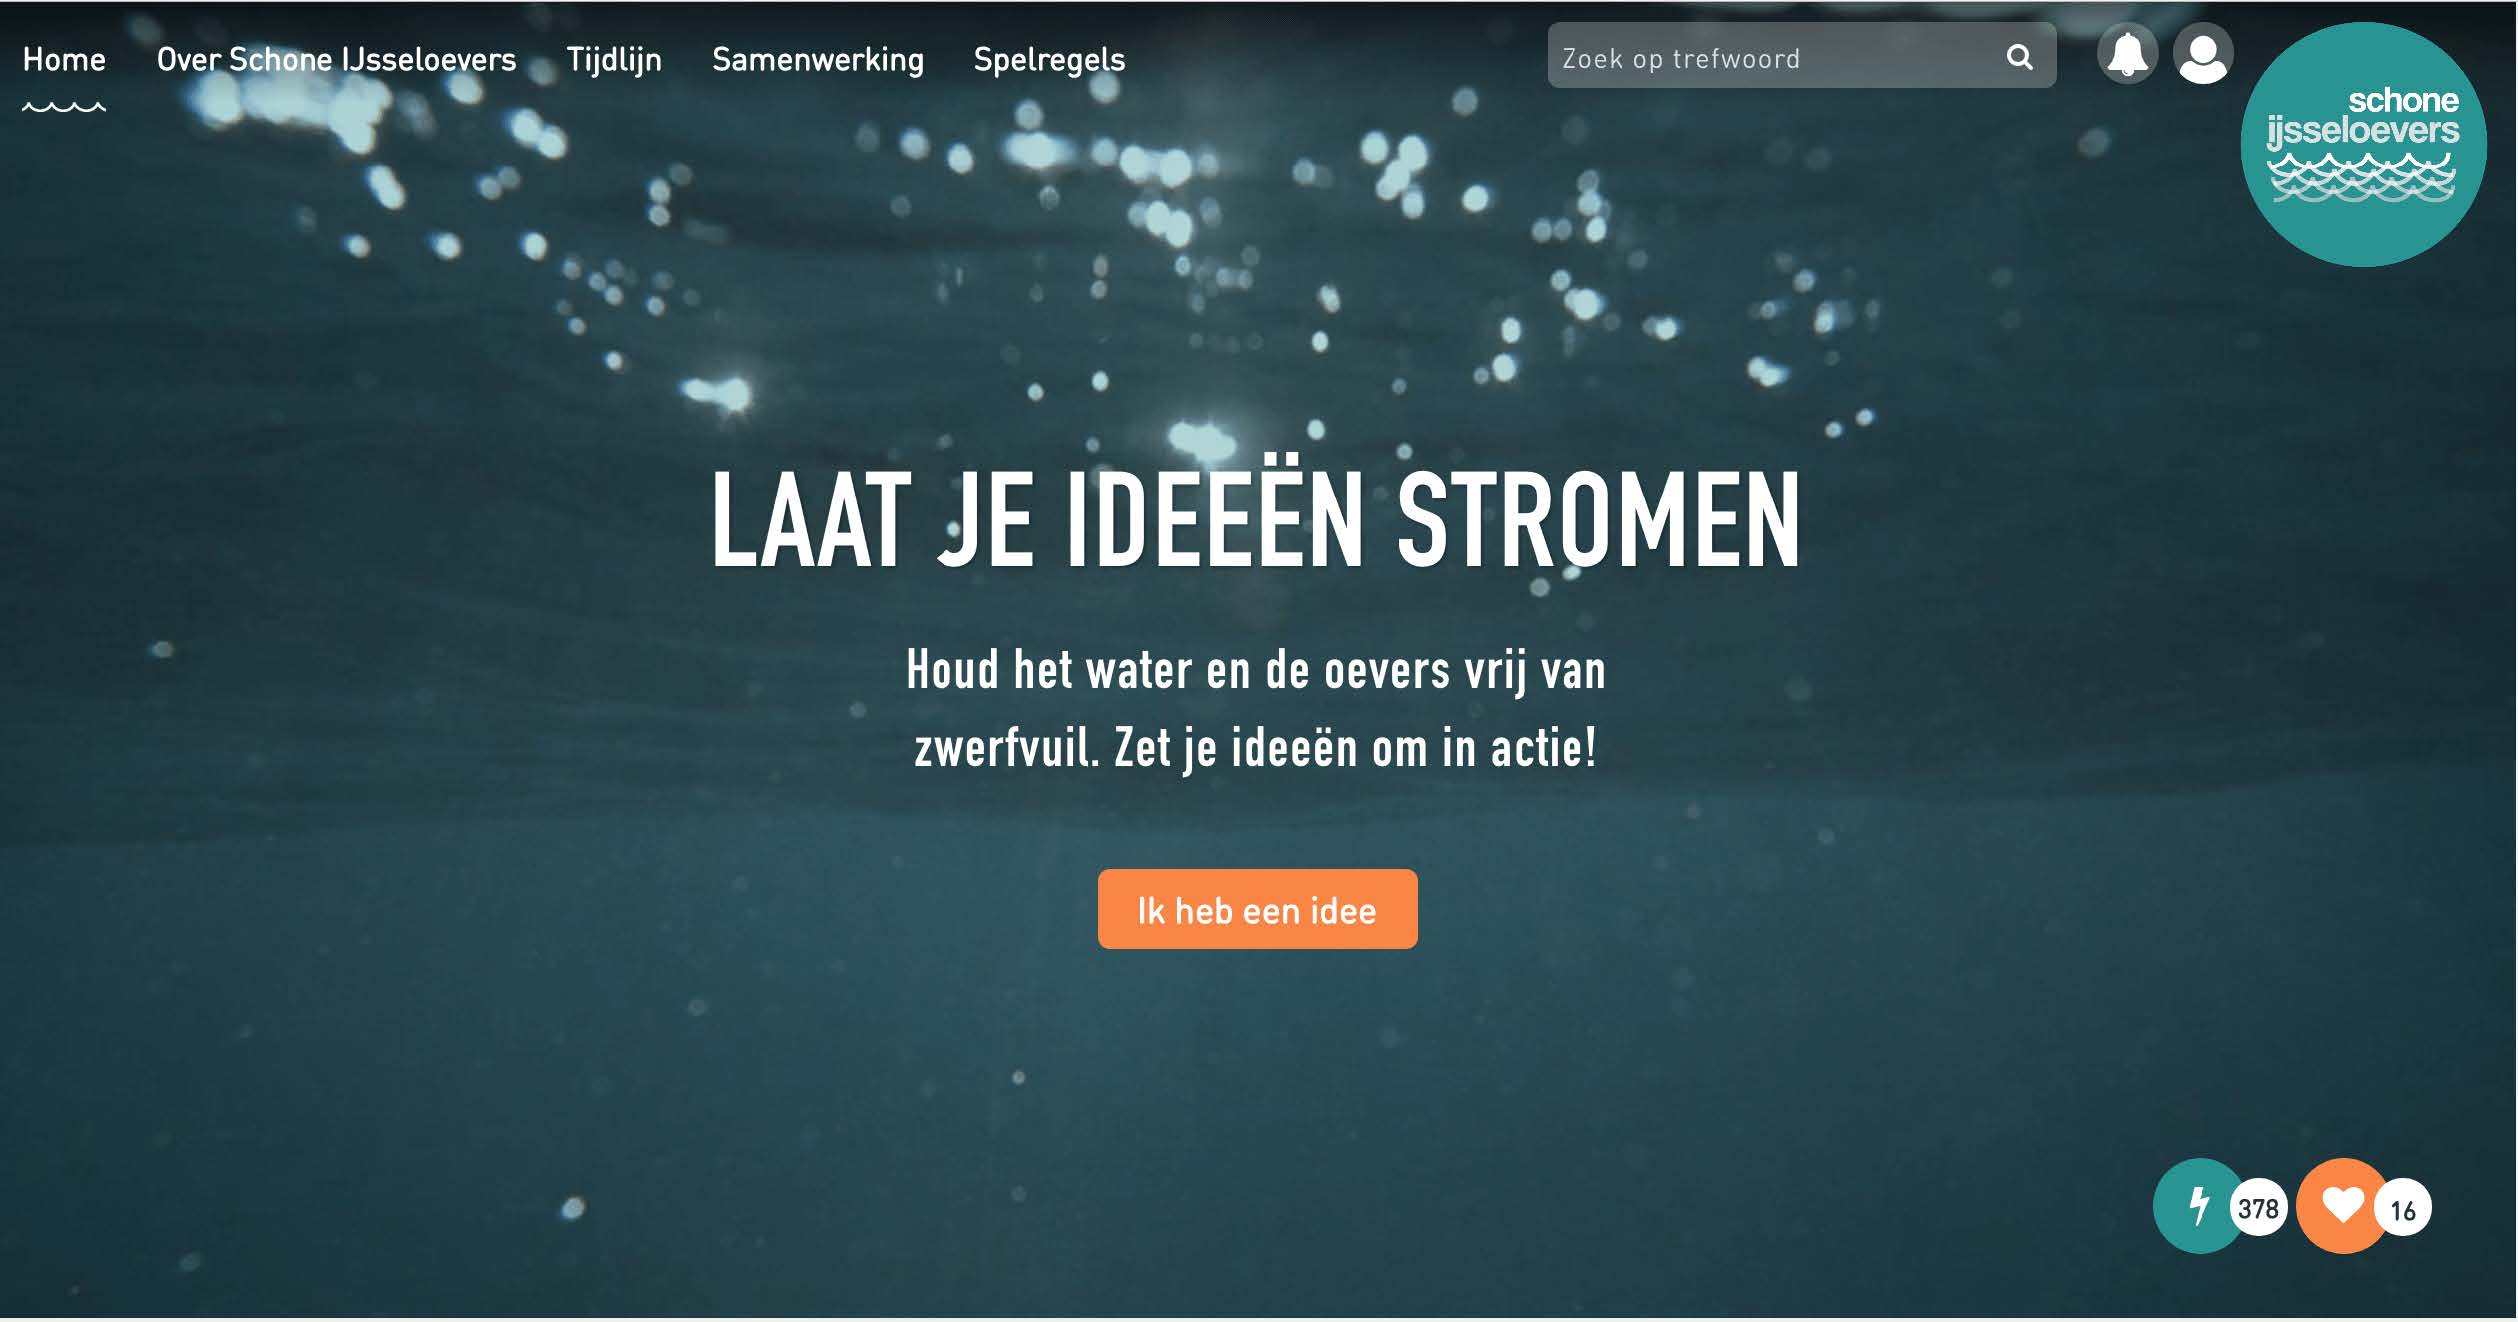 Home Over Schone IJsseloevers Tijdlijn Samenwerking Spelregels
Zoek op trefwoord
schone
ijsseloevers
LAAT JE IDEEËN STROMEN
Houd het water en de oevers vrij van
zwerfvuil. Zet je ideeën om in actie!
Ik heb een idee
378
16